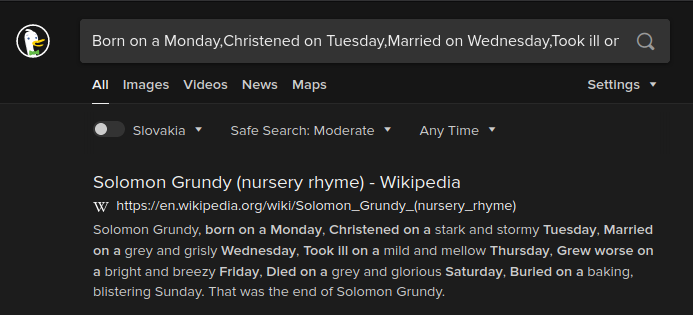 Born on a Monday,Christened on Tuesday,Married on Wednesday,Took ill or
All Images Videos News Maps Settings
Slovakia Safe Search: Moderate Any Time
Solomon Grundy (nursery rhyme) - Wikipedia
W https://en.wikipedia.org/wiki/Solomon_Grundy_(nursery_rhyme)
Solomon Grundy, born on a Monday, Christened on a stark and stormy Tuesday, Married
on a grey and grisly Wednesday, Took ill on a mild and mellow Thursday, Grew worse on
a bright and breezy Friday, Died on a grey and glorious Saturday, Buried on a baking,
blistering Sunday. That was the end of Solomon Grundy.